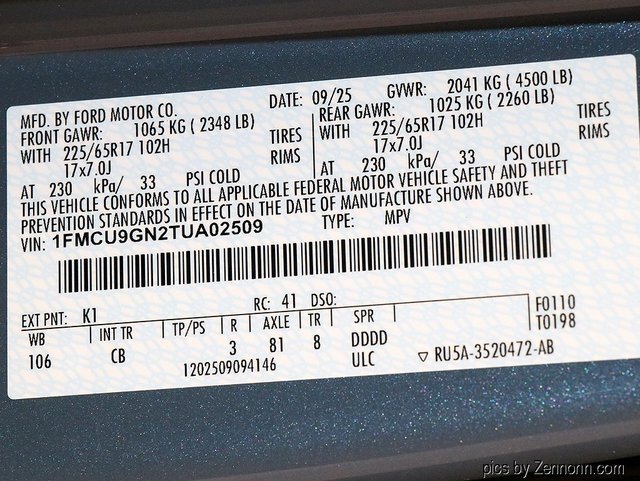 MFD. BY FORD MOTOR CO. DATE: 09/25 GVWR: 2041 KG ( 4500 LB)
FRONT GAWR: 1065 KG ( 2348 LB) REAR GAWR: 1025 KG ( 2260 LB)
WITH 225/65R17 102H TIRES WITH 225/65R17 102H TIRES
17x7.0J RIMS 17x7.0J RIMS
AT 230 kPa/ 33 PSI COLD AT 230 kPa/ 33 PSI COLD
THIS VEHICLE CONFORMS TO ALL APPLICABLE FEDERAL MOTOR VEHICLE SAFETY AND THEFT
PREVENTION STANDARDS IN EFFECT ON THE DATE OF MANUFACTURE SHOWN ABOVE.
VIN: 1FMCU9GN2TUA02509 TYPE: MPV
EXT PNT: K1 RC: 41 DSO:
WB INT TR TP/PS R AXLE TR SPR F0110
106 CB 3 81 8 DDDD T0198
1202509094146 ULC ▽ RU5A-3520472-AB
pics by Zennonn.com